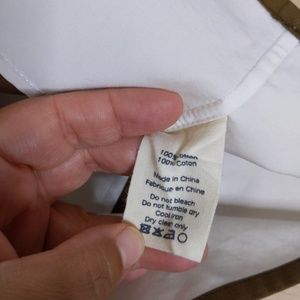 100% Cotton
100% Coton
Made in China
Fabriqué en China
Do not bleach
Do not tumble dry
Cool iron
Dry clean only